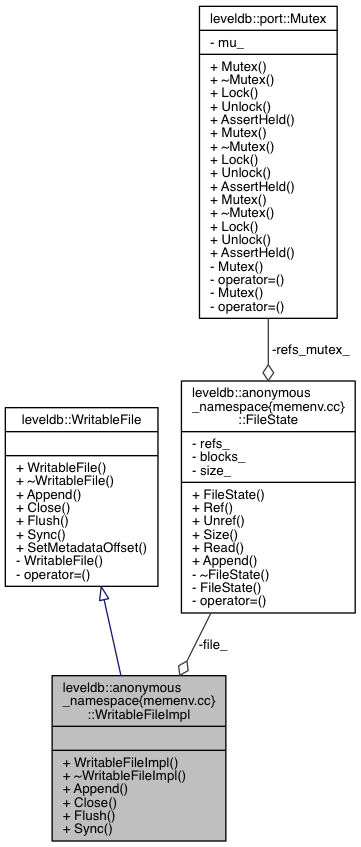 leveldb::port::Mutex
- mu_
+ Mutex()
+ ~Mutex()
+ Lock()
+ Unlock()
+ AssertHeld()
+ Mutex()
+ ~Mutex()
+ Lock()
+ Unlock()
+ AssertHeld()
+ Mutex()
+ ~Mutex()
+ Lock()
+ Unlock()
+ AssertHeld()
- Mutex()
- operator=()
- Mutex()
- operator=()
-refs_mutex_
leveldb::anonymous
_namespace{memenv.cc}
::FileState
- refs_
- blocks_
- size_
+ FileState()
+ Ref()
+ Unref()
+ Size()
+ Read()
+ Append()
- ~FileState()
- FileState()
- operator=()
leveldb::WritableFile
+ WritableFile()
+ ~WritableFile()
+ Append()
+ Close()
+ Flush()
+ Sync()
+ SetMetadataOffset()
- WritableFile()
- operator=()
-file_
leveldb::anonymous
_namespace{memenv.cc}
::WritableFileImpl
+ WritableFileImpl()
+ ~WritableFileImpl()
+ Append()
+ Close()
+ Flush()
+ Sync()